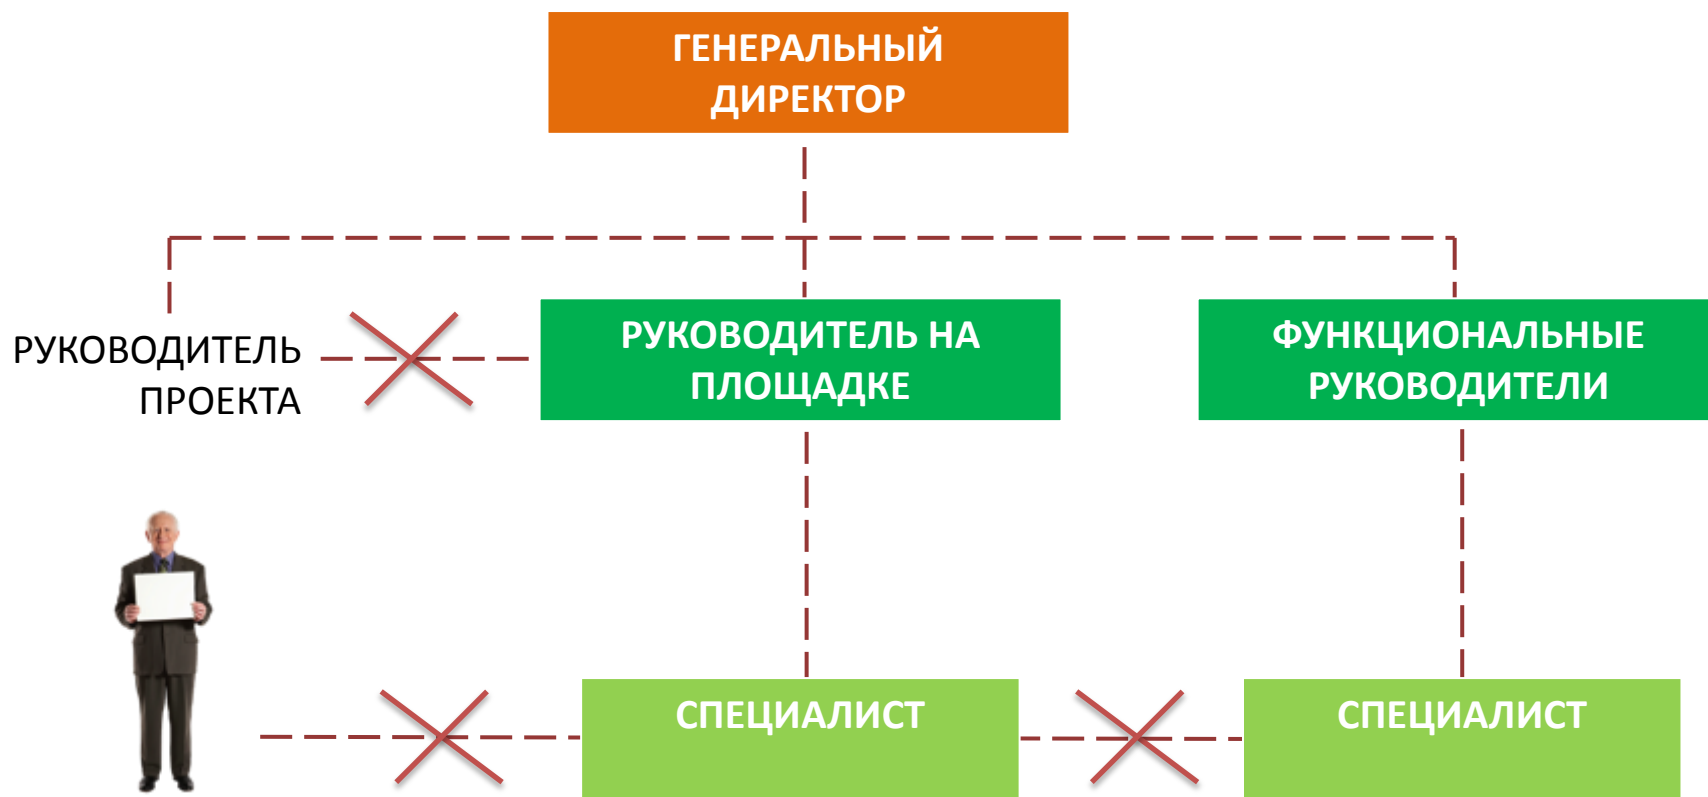 ГЕНЕРАЛЬНЫЙ
ДИРЕКТОР
РУКОВОДИТЕЛЬ
ПРОЕКТА
РУКОВОДИТЕЛЬ НА
ПЛОЩАДКЕ
ФУНКЦИОНАЛЬНЫЕ
РУКОВОДИТЕЛИ
СПЕЦИАЛИСТ
СПЕЦИАЛИСТ